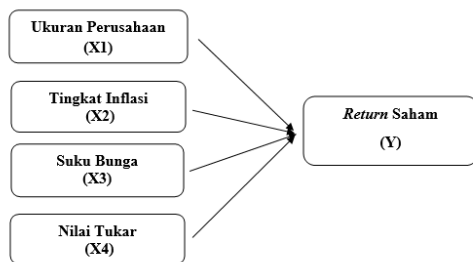 Ukuran Perusahaan
(X1)
Tingkat Inflasi
(X2)
Suku Bunga
(X3)
Nilai Tukar
(X4)
Return Saham
(Y)